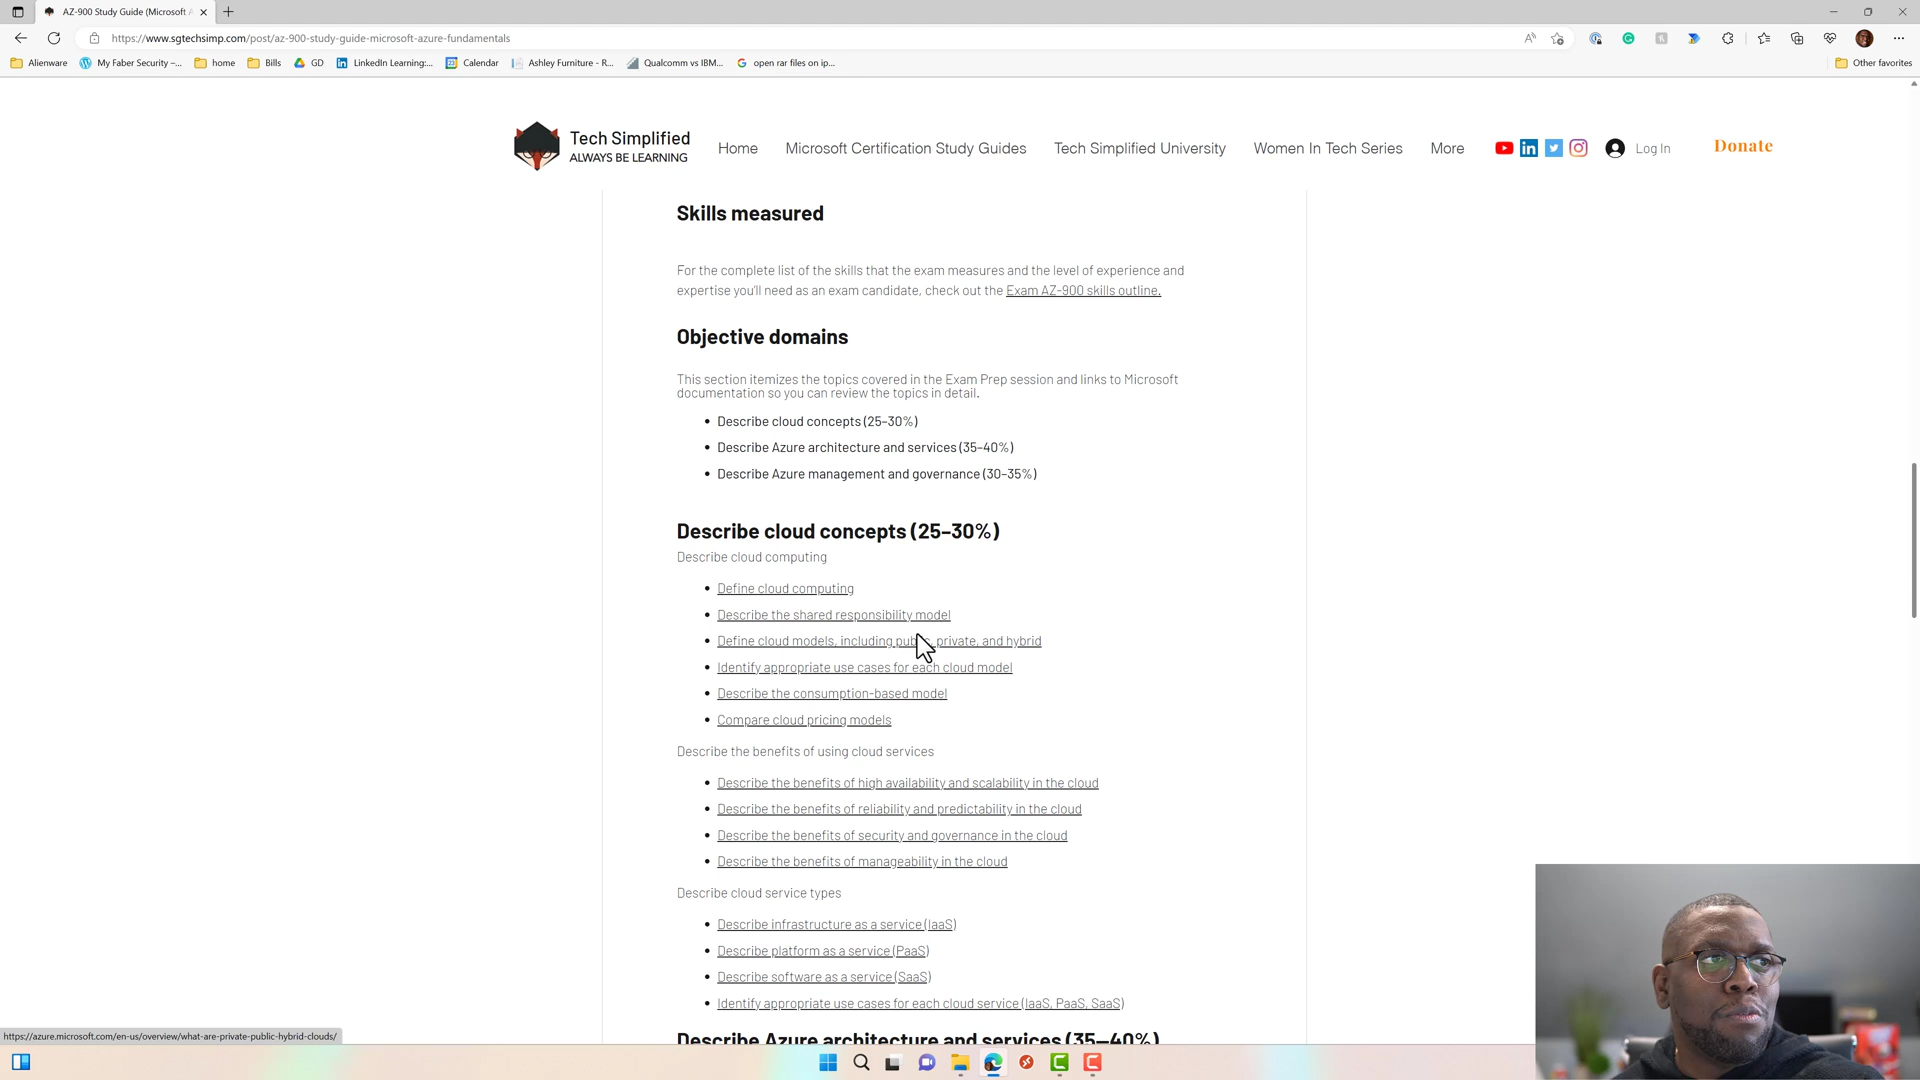 AZ-900 Study Guide (Microsoft A
https://www.sgtechsimp.com/post/az-900-study-guide-microsoft-azure-fundamentals
Alienware
My Faber Security –...
home
Bills
GD
LinkedIn Learning:...
Calendar
Ashley Furniture - R...
Qualcomm vs IBM...
open rar files on ip...
Other favorites
Tech Simplified
ALWAYS BE LEARNING
Home
Microsoft Certification Study Guides
Tech Simplified University
Women In Tech Series
More
Log In
Donate
Skills measured
For the complete list of the skills that the exam measures and the level of experience and
expertise you'll need as an exam candidate, check out the Exam AZ-900 skills outline.
Objective domains
This section itemizes the topics covered in the Exam Prep session and links to Microsoft
documentation so you can review the topics in detail.
• Describe cloud concepts (25–30%)
• Describe Azure architecture and services (35–40%)
• Describe Azure management and governance (30–35%)
Describe cloud concepts (25–30%)
Describe cloud computing
• Define cloud computing
• Describe the shared responsibility model
• Define cloud models, including public, private, and hybrid
• Identify appropriate use cases for each cloud model
• Describe the consumption-based model
• Compare cloud pricing models
Describe the benefits of using cloud services
• Describe the benefits of high availability and scalability in the cloud
• Describe the benefits of reliability and predictability in the cloud
• Describe the benefits of security and governance in the cloud
• Describe the benefits of manageability in the cloud
Describe cloud service types
• Describe infrastructure as a service (IaaS)
• Describe platform as a service (PaaS)
• Describe software as a service (SaaS)
• Identify appropriate use cases for each cloud service (IaaS, PaaS, SaaS)
Describe Azure architecture and services (35–40%)
https://azure.microsoft.com/en-us/overview/what-are-private-public-hybrid-clouds/